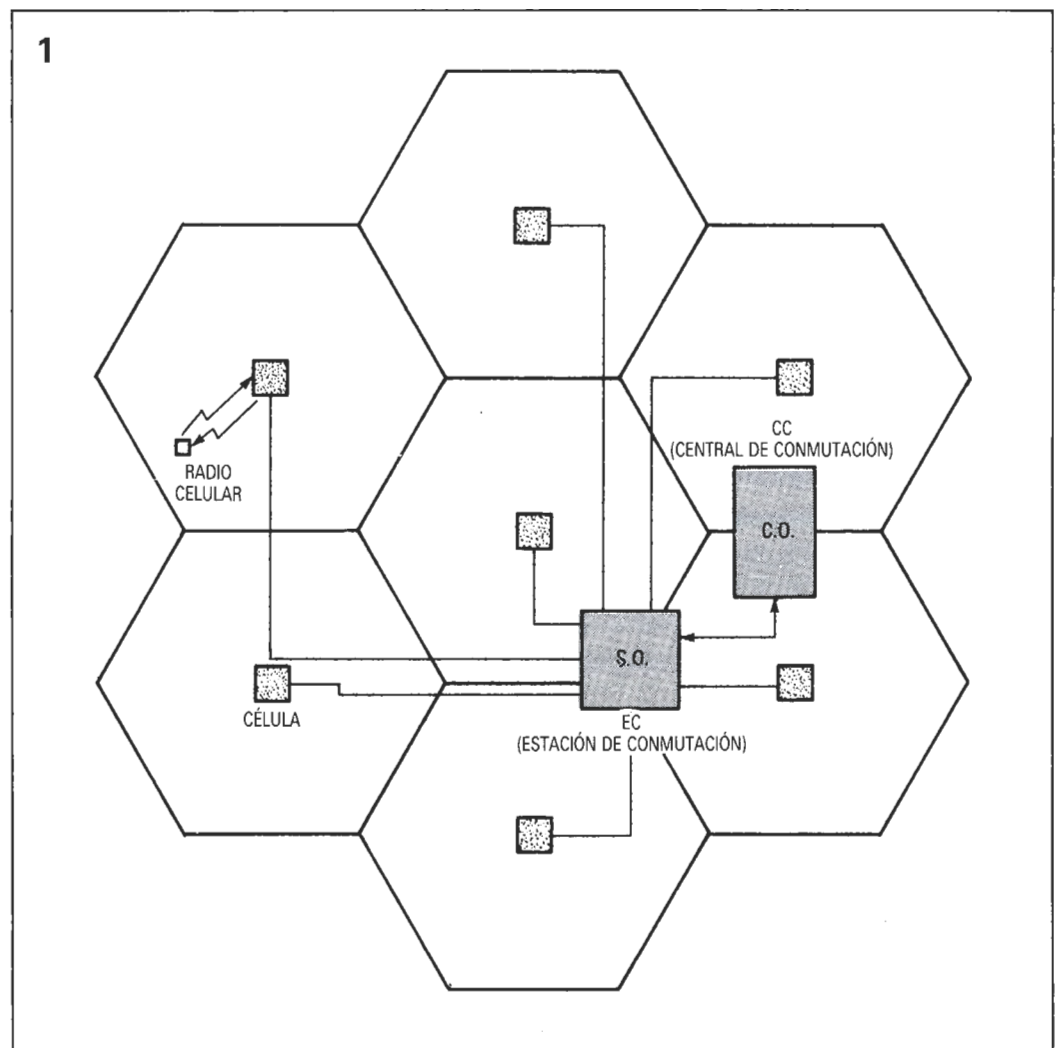 1
RADIO
CELULAR
CC
(CENTRAL DE CONMUTACIÓN)
C.O.
S.O.
CÉLULA
EC
(ESTACIÓN DE CONMUTACIÓN)